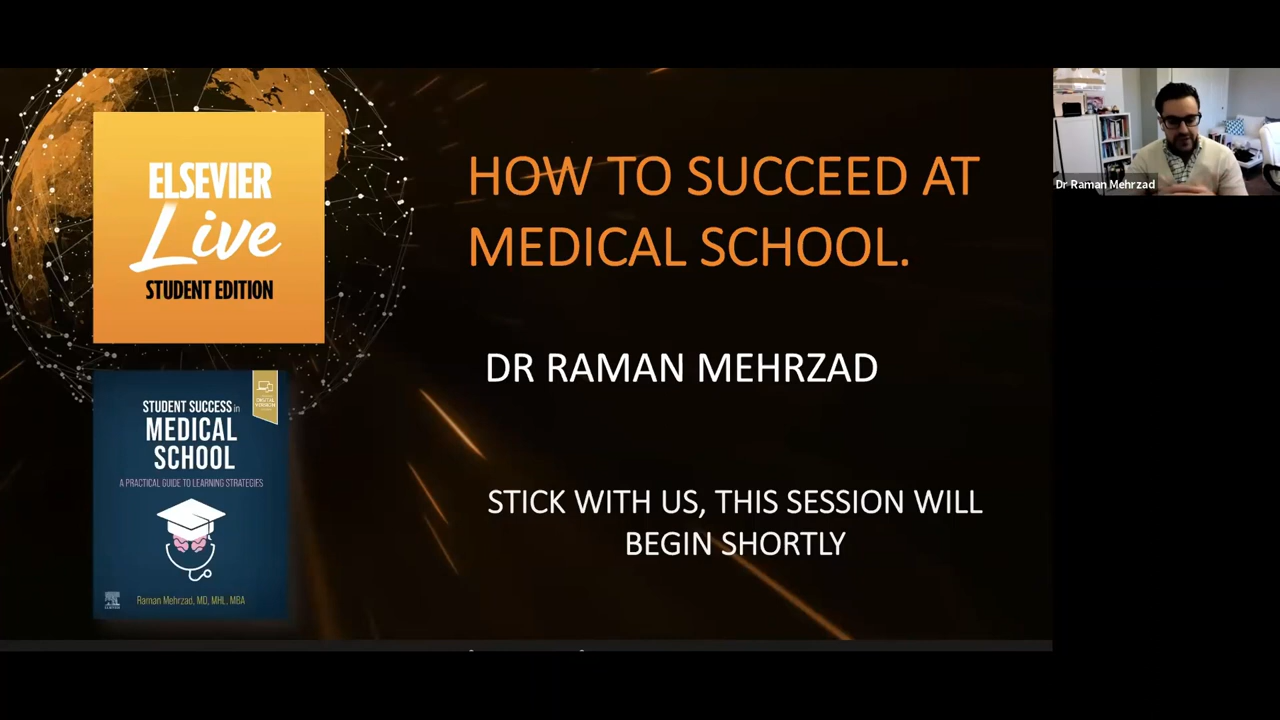 ELSEVIER
Live
STUDENT EDITION
HOW TO SUCCEED AT
MEDICAL SCHOOL.
DR RAMAN MEHRZAD
STICK WITH US, THIS SESSION WILL
BEGIN SHORTLY
STUDENT SUCCESS in
MEDICAL
SCHOOL
A PRACTICAL GUIDE TO LEARNING STRATEGIES
Raman Mehrzad, MD, MHL, MBA
Dr Raman Mehrzad